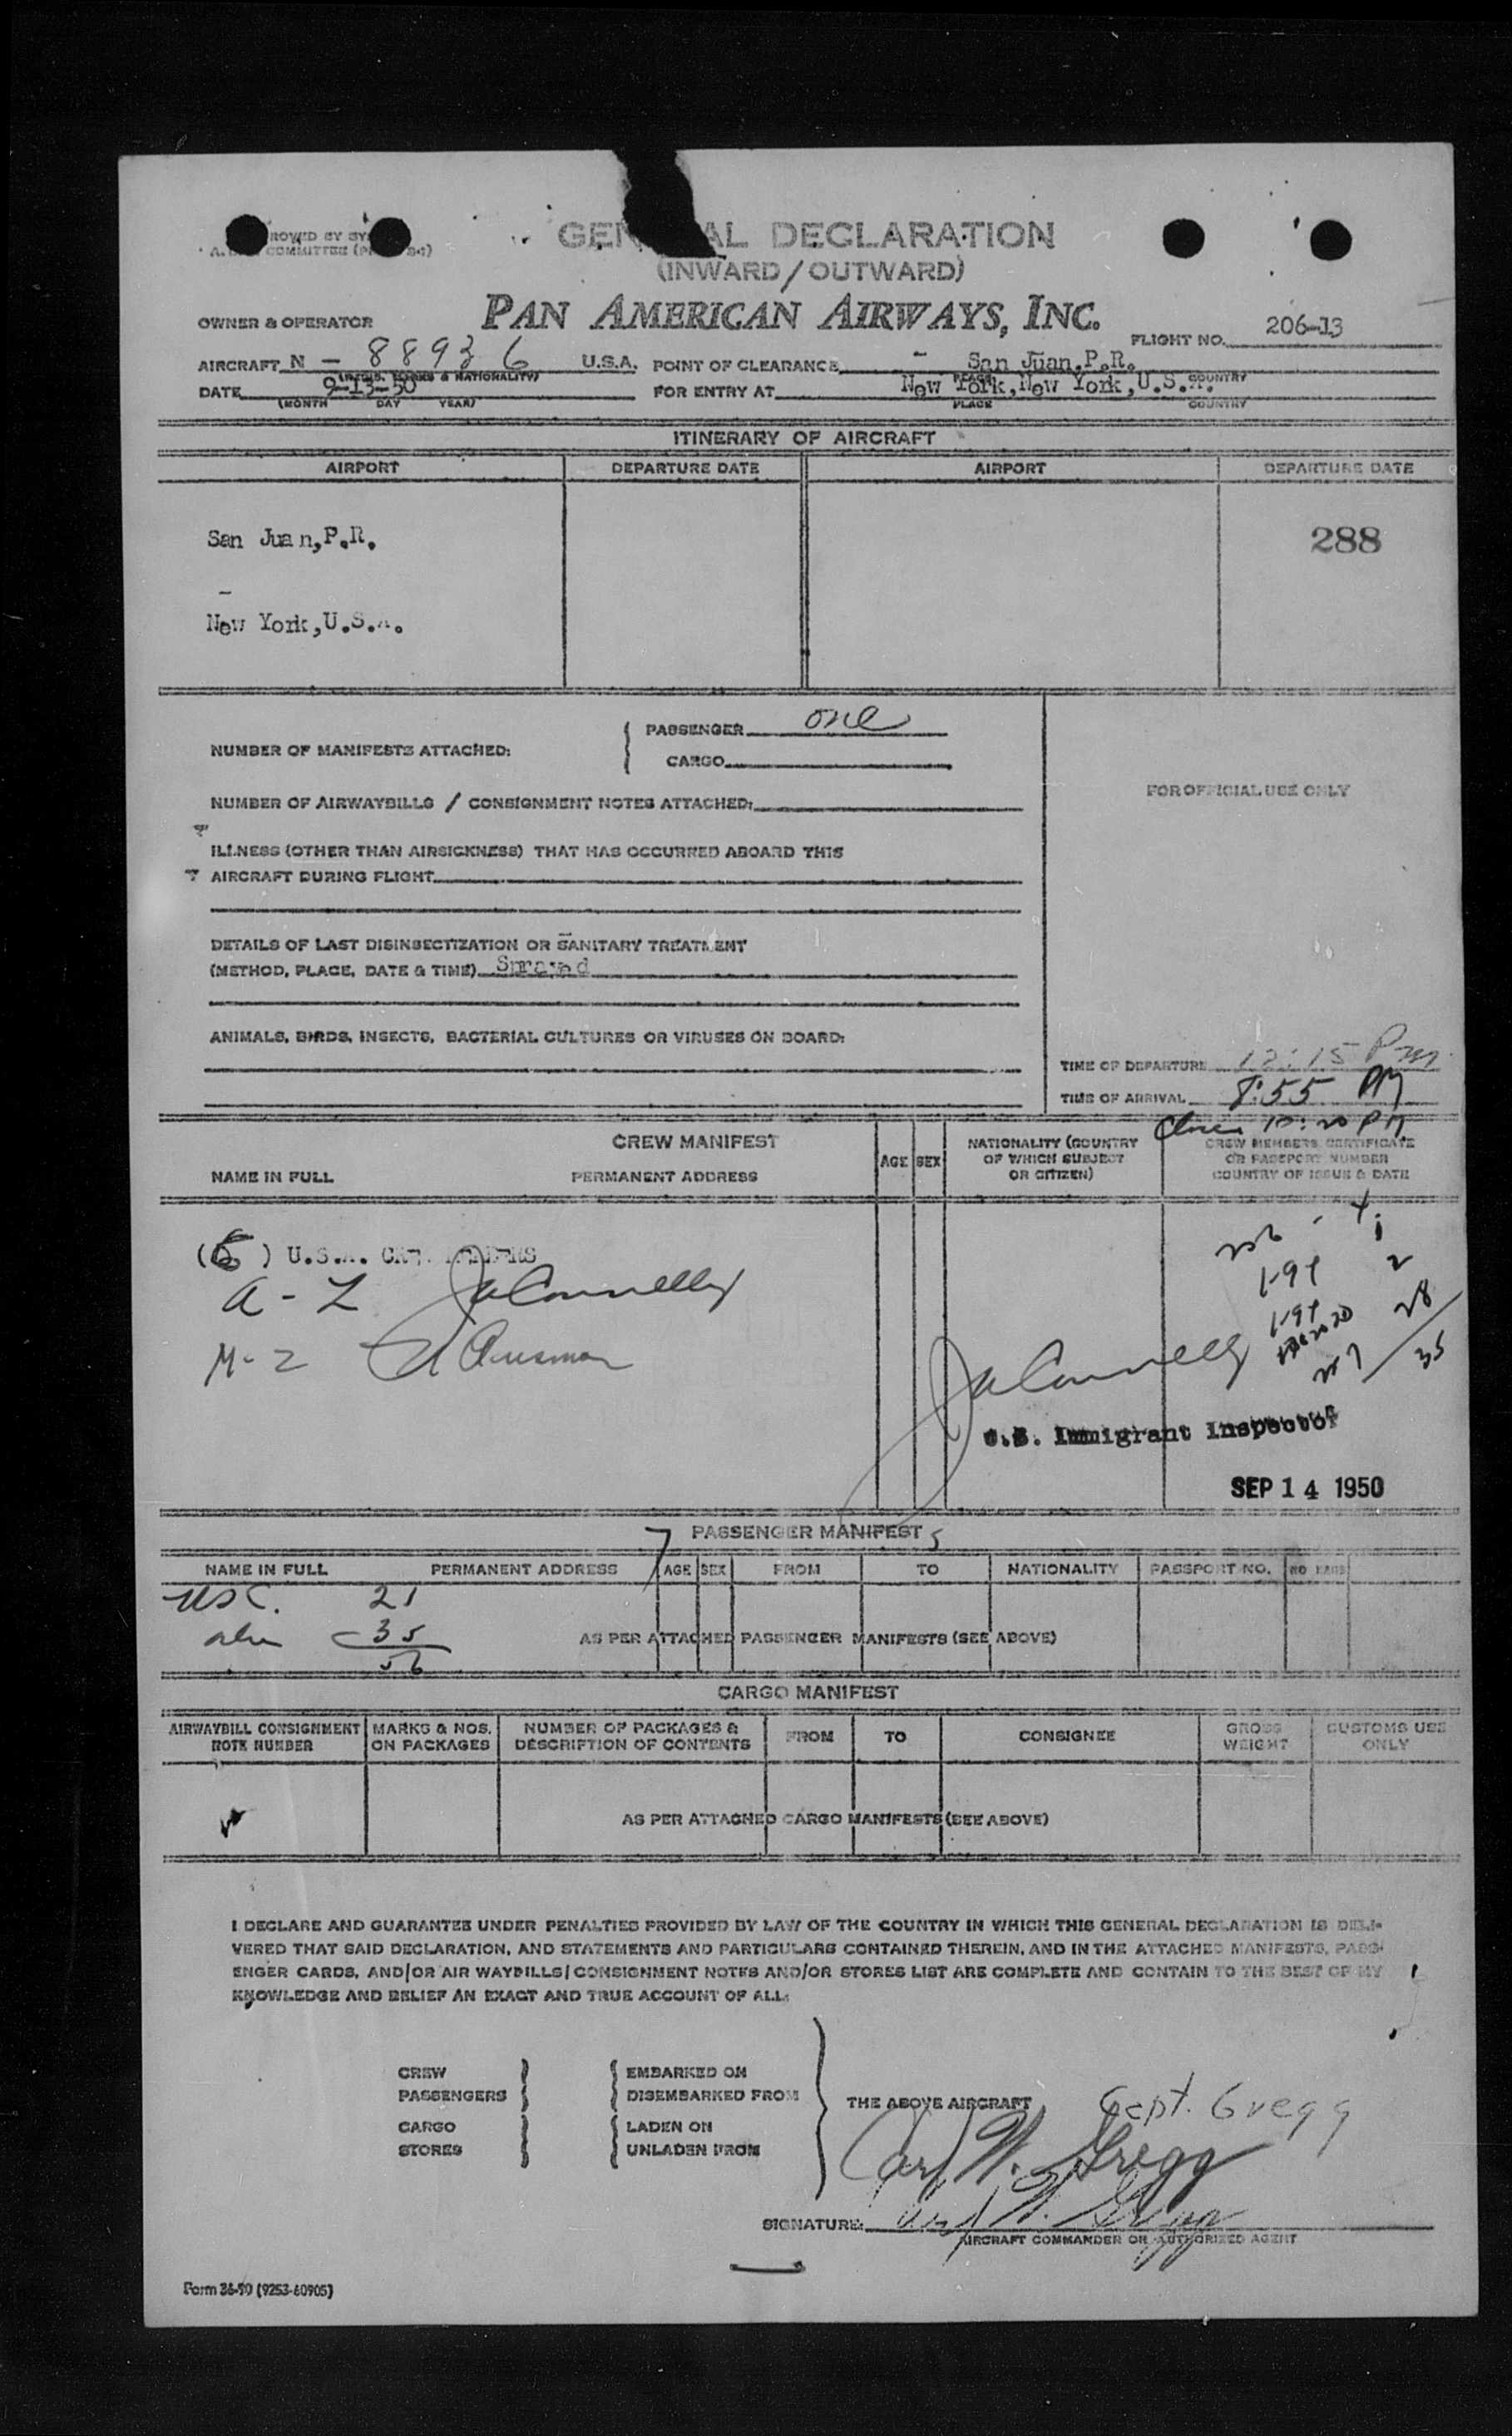 GENERAL DECLARATION
(INWARD/OUTWARD)
OWNER & OPERATOR PAN AMERICAN AIRWAYS, INC. FLIGHT NO. 206-13
AIRCRAFT N - 88936 U.S.A. POINT OF CLEARANCE - San Juan, P.R.
DATE 9-13-50 FOR ENTRY AT New York, New York, U.S.A.
(MONTH DAY YEAR) PLACE COUNTRY
ITINERARY OF AIRCRAFT
AIRPORT DEPARTURE DATE AIRPORT DEPARTURE DATE
San Juan, P.R. 288
New York, U.S.A.
NUMBER OF MANIFESTS ATTACHED: PASSENGER one
CARGO
NUMBER OF AIRWAYBILLS / CONSIGNMENT NOTES ATTACHED:
FOR OFFICIAL USE ONLY
ILLNESS (OTHER THAN AIRSICKNESS) THAT HAS OCCURRED ABOARD THIS
AIRCRAFT DURING FLIGHT
DETAILS OF LAST DISINSECTIZATION OR SANITARY TREATMENT
(METHOD, PLACE, DATE & TIME) Sprayed
ANIMALS, BIRDS, INSECTS, BACTERIAL CULTURES OR VIRUSES ON BOARD:
TIME OF DEPARTURE 12:15 Pm
TIME OF ARRIVAL 8:55 PM
CREW MANIFEST
NAME IN FULL PERMANENT ADDRESS AGE SEX NATIONALITY (COUNTRY OF WHICH SUBJECT OR CITIZEN) CREW MEMBERS CERTIFICATE OR PASSPORT NUMBER COUNTRY OF ISSUE & DATE
U.S.A.
JaConnelly
JaConnelly
U.S. Immigrant Inspector
SEP 14 1950
PASSENGER MANIFEST
NAME IN FULL PERMANENT ADDRESS AGE SEX FROM TO NATIONALITY PASSPORT NO. NO BAGS
USC. 21
alien 35
56
AS PER ATTACHED PASSENGER MANIFESTS (SEE ABOVE)
CARGO MANIFEST
AIRWAYBILL CONSIGNMENT NOTE NUMBER MARKS & NOS. ON PACKAGES NUMBER OF PACKAGES & DESCRIPTION OF CONTENTS FROM TO CONSIGNEE GROSS WEIGHT CUSTOMS USE ONLY
AS PER ATTACHED CARGO MANIFESTS (SEE ABOVE)
I DECLARE AND GUARANTEE UNDER PENALTIES PROVIDED BY LAW OF THE COUNTRY IN WHICH THIS GENERAL DECLARATION IS DELI-
VERED THAT SAID DECLARATION, AND STATEMENTS AND PARTICULARS CONTAINED THEREIN, AND IN THE ATTACHED MANIFESTS, PASS-
ENGER CARDS, AND/OR AIR WAYBILLS/CONSIGNMENT NOTES AND/OR STORES LIST ARE COMPLETE AND CONTAIN TO THE BEST OF MY
KNOWLEDGE AND BELIEF AN EXACT AND TRUE ACCOUNT OF ALL:
CREW EMBARKED ON
PASSENGERS DISEMBARKED FROM THE ABOVE AIRCRAFT Capt. Gregg
CARGO LADEN ON
STORES UNLADEN FROM
Carl W. Gregg
SIGNATURE: Carl W. Gregg
AIRCRAFT COMMANDER OR AUTHORIZED AGENT
Form 36-90 (9253-60905)